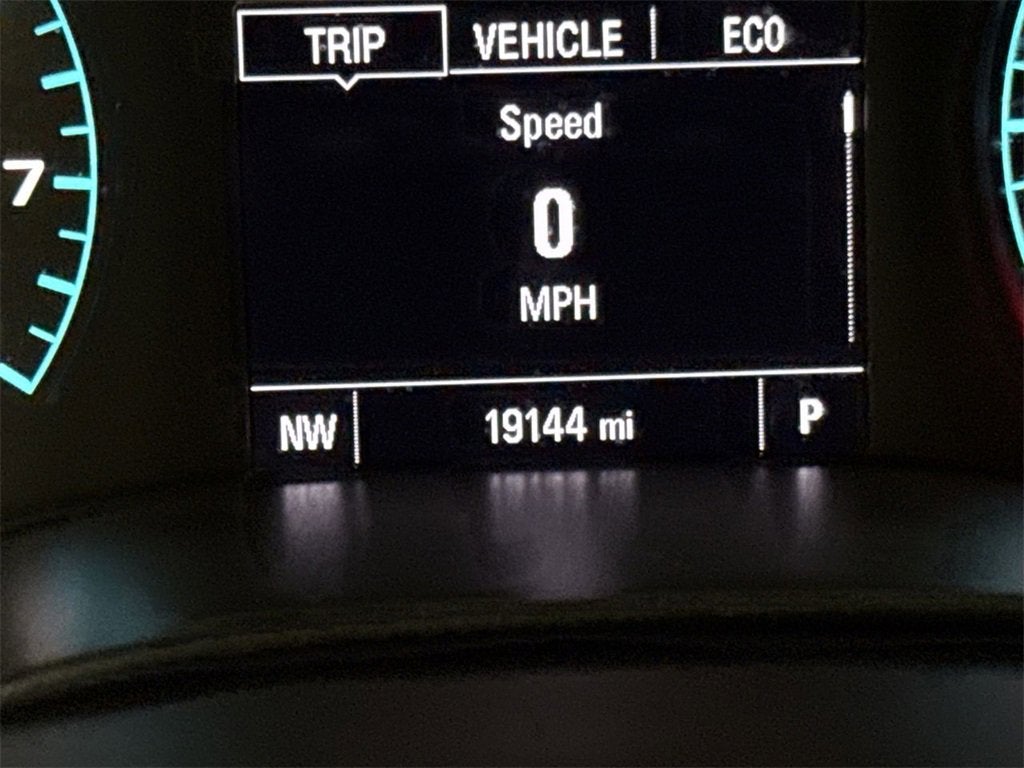 TRIP VEHICLE ECO
Speed
0
MPH
7
NW 19144 mi P